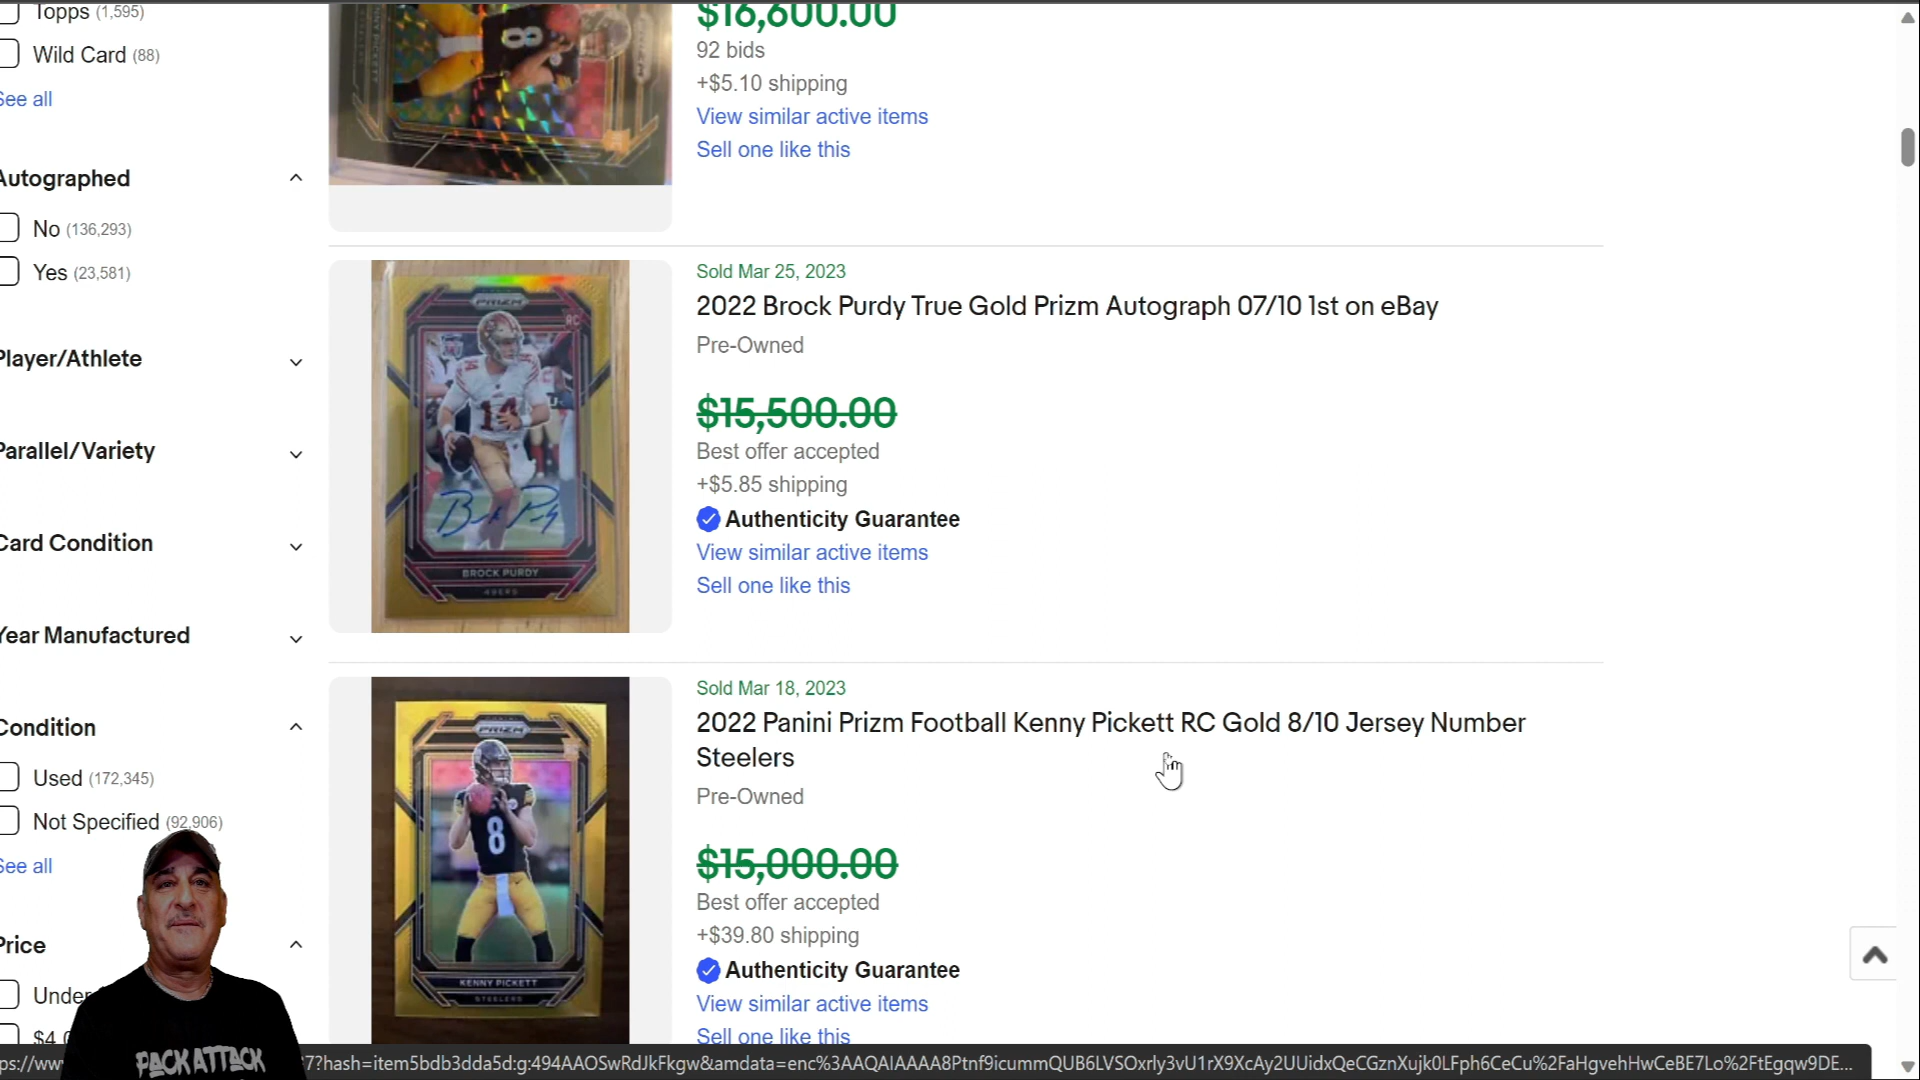 Topps (1,595)
Wild Card (88)
See all
Autographed
No (136,293)
Yes (23,581)
Player/Athlete
Parallel/Variety
Card Condition
Year Manufactured
Condition
Used (172,345)
Not Specified (92,906)
See all
Price
Under
$16,600.00
92 bids
+$5.10 shipping
View similar active items
Sell one like this
8
PRIZM
RC
14
BROCK PURDY
49ERS
Sold Mar 25, 2023
2022 Brock Purdy True Gold Prizm Autograph 07/10 1st on eBay
Pre-Owned
$15,500.00
Best offer accepted
+$5.85 shipping
Authenticity Guarantee
View similar active items
Sell one like this
PRIZM
8
KENNY PICKETT
STEELERS
Sold Mar 18, 2023
2022 Panini Prizm Football Kenny Pickett RC Gold 8/10 Jersey Number
Steelers
Pre-Owned
$15,000.00
Best offer accepted
+$39.80 shipping
Authenticity Guarantee
View similar active items
Sell one like this
PACK ATTACK